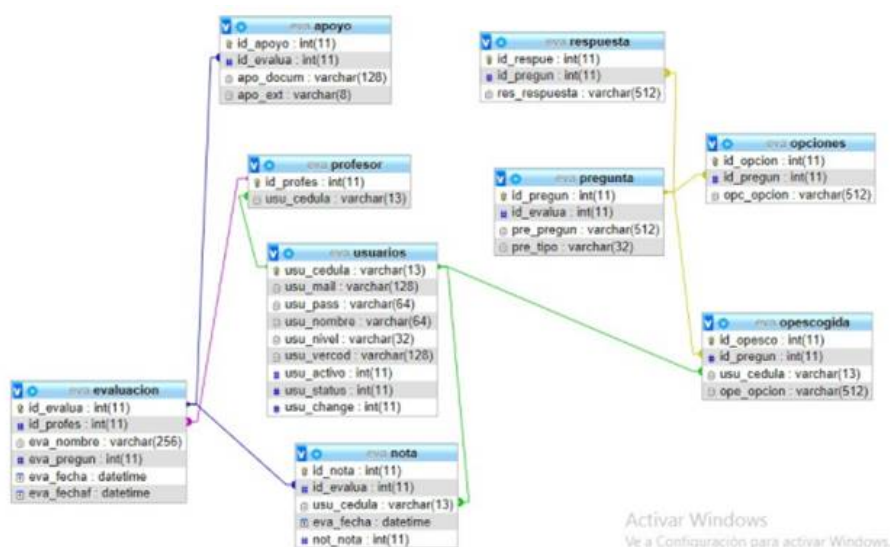 eva apoyo
id_apoyo : int(11)
id_evalua : int(11)
apo_docum : varchar(128)
apo_ext : varchar(8)
eva respuesta
id_respue : int(11)
id_pregun : int(11)
res_respuesta : varchar(512)
eva opciones
id_opcion : int(11)
id_pregun : int(11)
opc_opcion : varchar(512)
eva profesor
id_profes : int(11)
usu_cedula : varchar(13)
eva pregunta
id_pregun : int(11)
id_evalua : int(11)
pre_pregun : varchar(512)
pre_tipo : varchar(32)
eva usuarios
usu_cedula : varchar(13)
usu_mail : varchar(128)
usu_pass : varchar(64)
usu_nombre : varchar(64)
usu_nivel : varchar(32)
usu_vercod : varchar(128)
usu_activo : int(11)
usu_status : int(11)
usu_change : int(11)
eva opescogida
id_opesco : int(11)
id_pregun : int(11)
usu_cedula : varchar(13)
ope_opcion : varchar(512)
eva evaluacion
id_evalua : int(11)
id_profes : int(11)
eva_nombre : varchar(256)
eva_pregun : int(11)
eva_fecha : datetime
eva_fechaf : datetime
eva nota
id_nota : int(11)
id_evalua : int(11)
usu_cedula : varchar(13)
eva_fecha : datetime
not_nota : int(11)
Activar Windows
Ve a Configuración para activar Windows